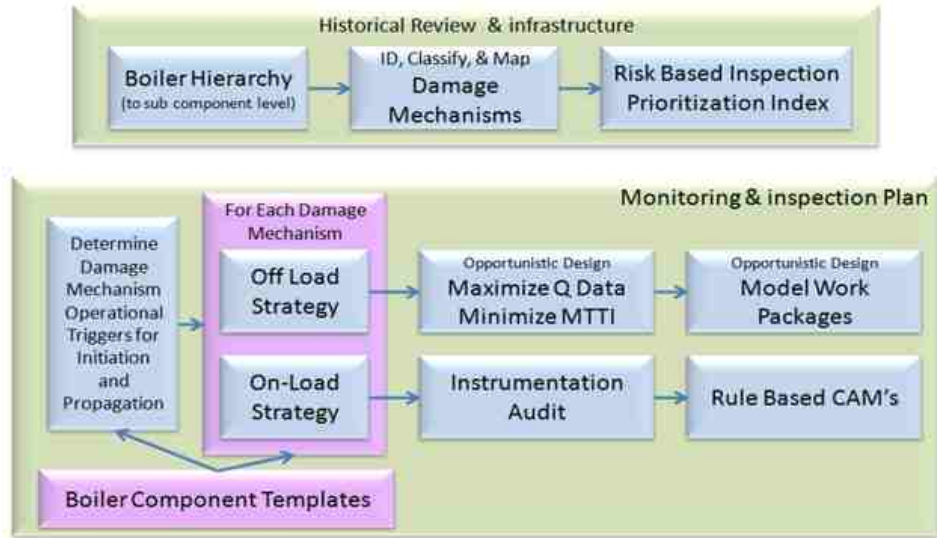 Historical Review & infrastructure
Boiler Hierarchy
(to sub component level)
ID, Classify, & Map
Damage
Mechanisms
Risk Based Inspection
Prioritization Index
Monitoring & inspection Plan
Determine
Damage
Mechanism
Operational
Triggers for
Initiation
and
Propagation
For Each Damage
Mechanism
Off Load
Strategy
Opportunistic Design
Maximize Q Data
Minimize MTTI
Opportunistic Design
Model Work
Packages
On-Load
Strategy
Instrumentation
Audit
Rule Based CAM's
Boiler Component Templates